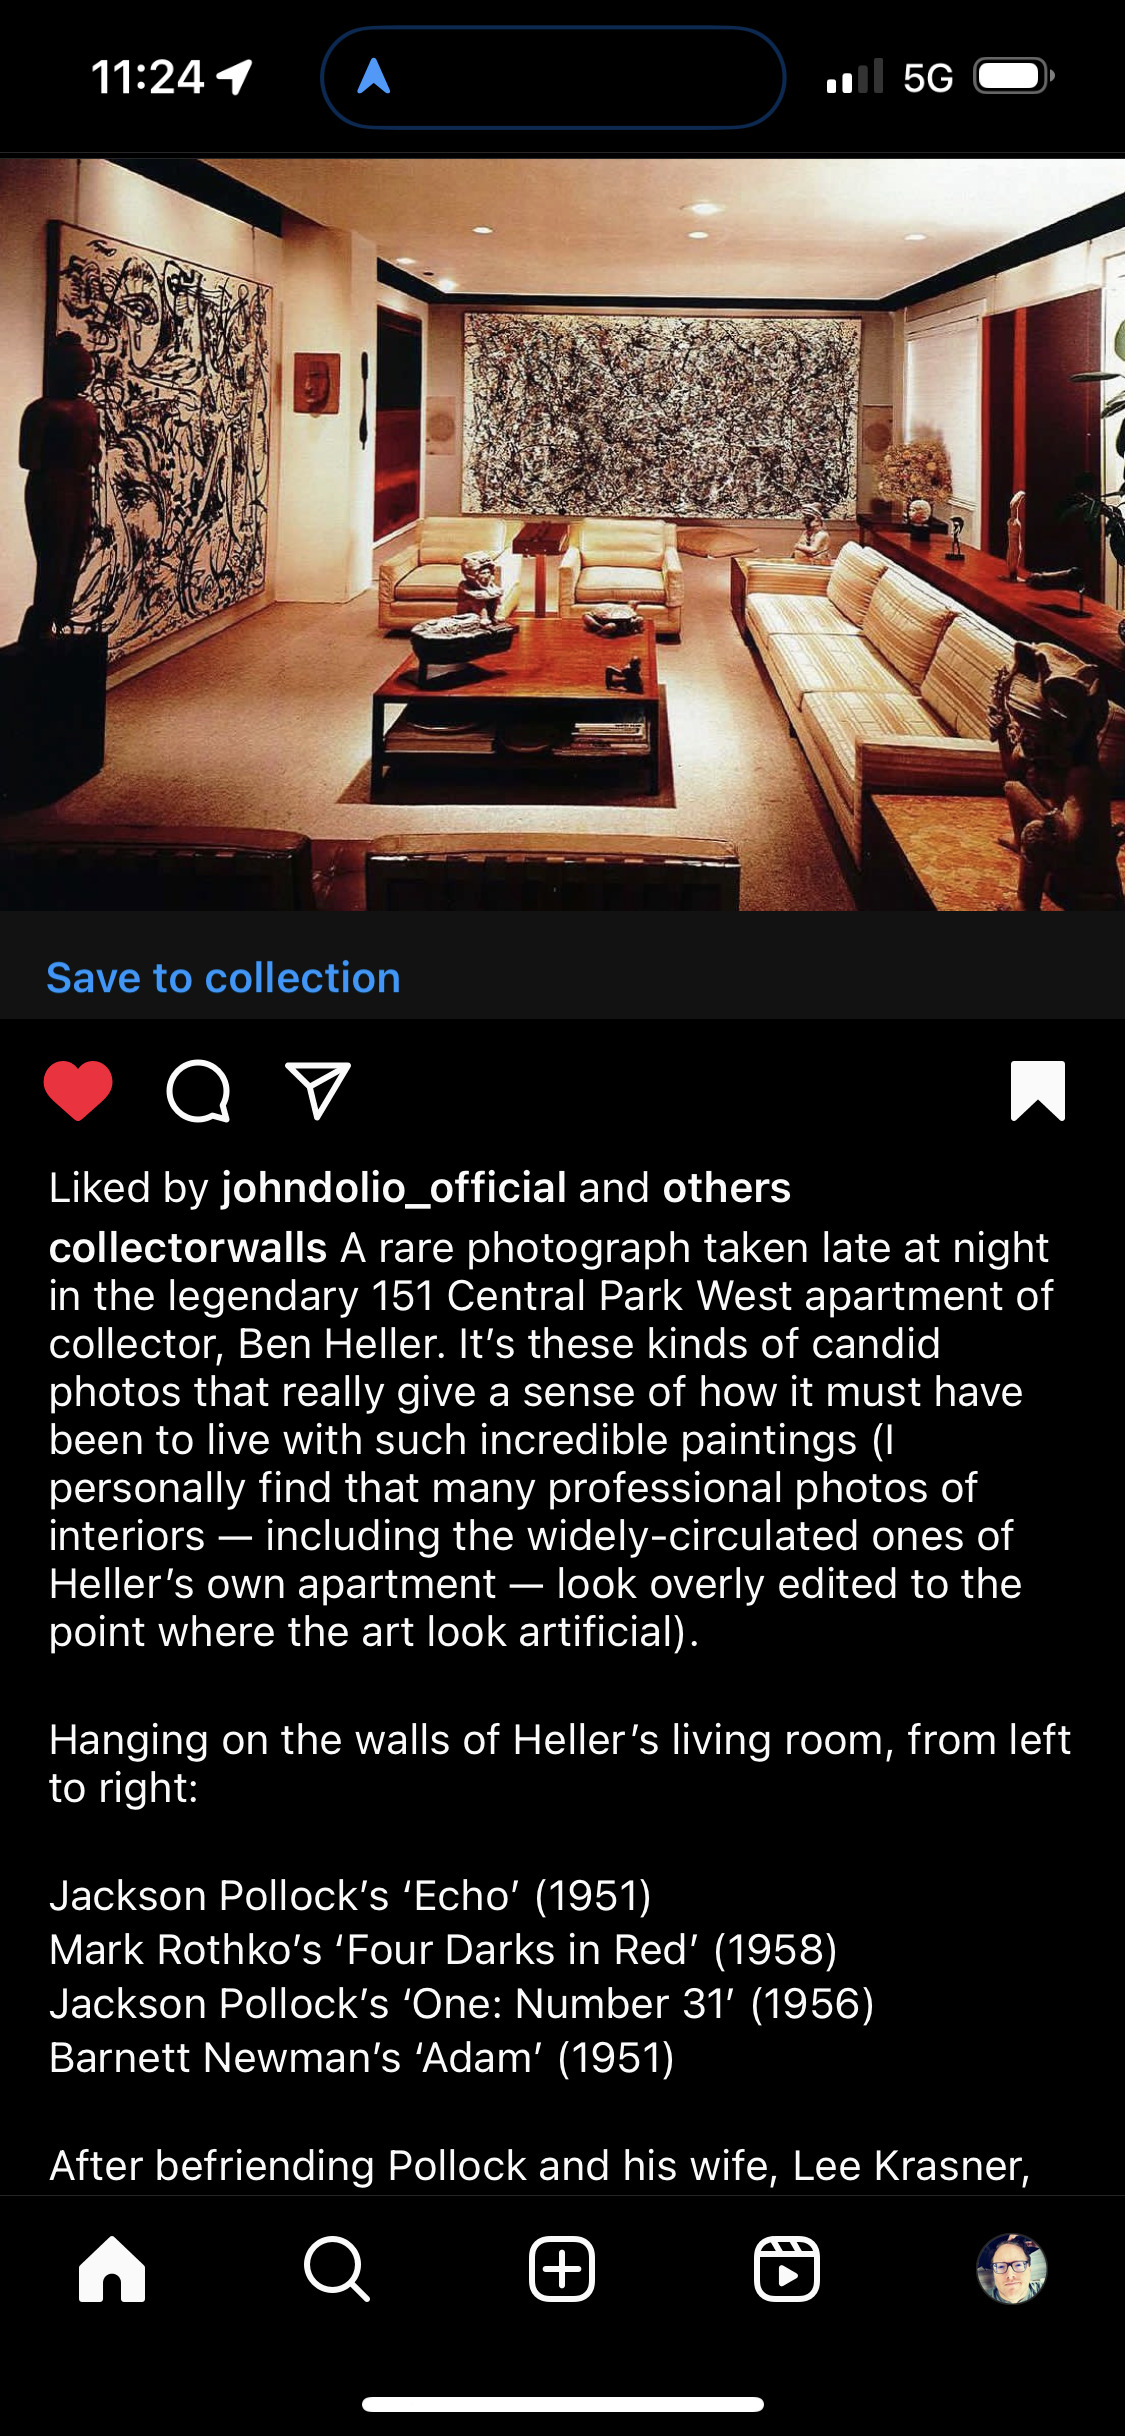 11:24
5G
Save to collection
Liked by johndolio_official and others
collectorwalls A rare photograph taken late at night
in the legendary 151 Central Park West apartment of
collector, Ben Heller. It’s these kinds of candid
photos that really give a sense of how it must have
been to live with such incredible paintings (I
personally find that many professional photos of
interiors — including the widely-circulated ones of
Heller’s own apartment — look overly edited to the
point where the art look artificial).
Hanging on the walls of Heller’s living room, from left
to right:
Jackson Pollock’s ‘Echo’ (1951)
Mark Rothko’s ‘Four Darks in Red’ (1958)
Jackson Pollock’s ‘One: Number 31’ (1956)
Barnett Newman’s ‘Adam’ (1951)
After befriending Pollock and his wife, Lee Krasner,